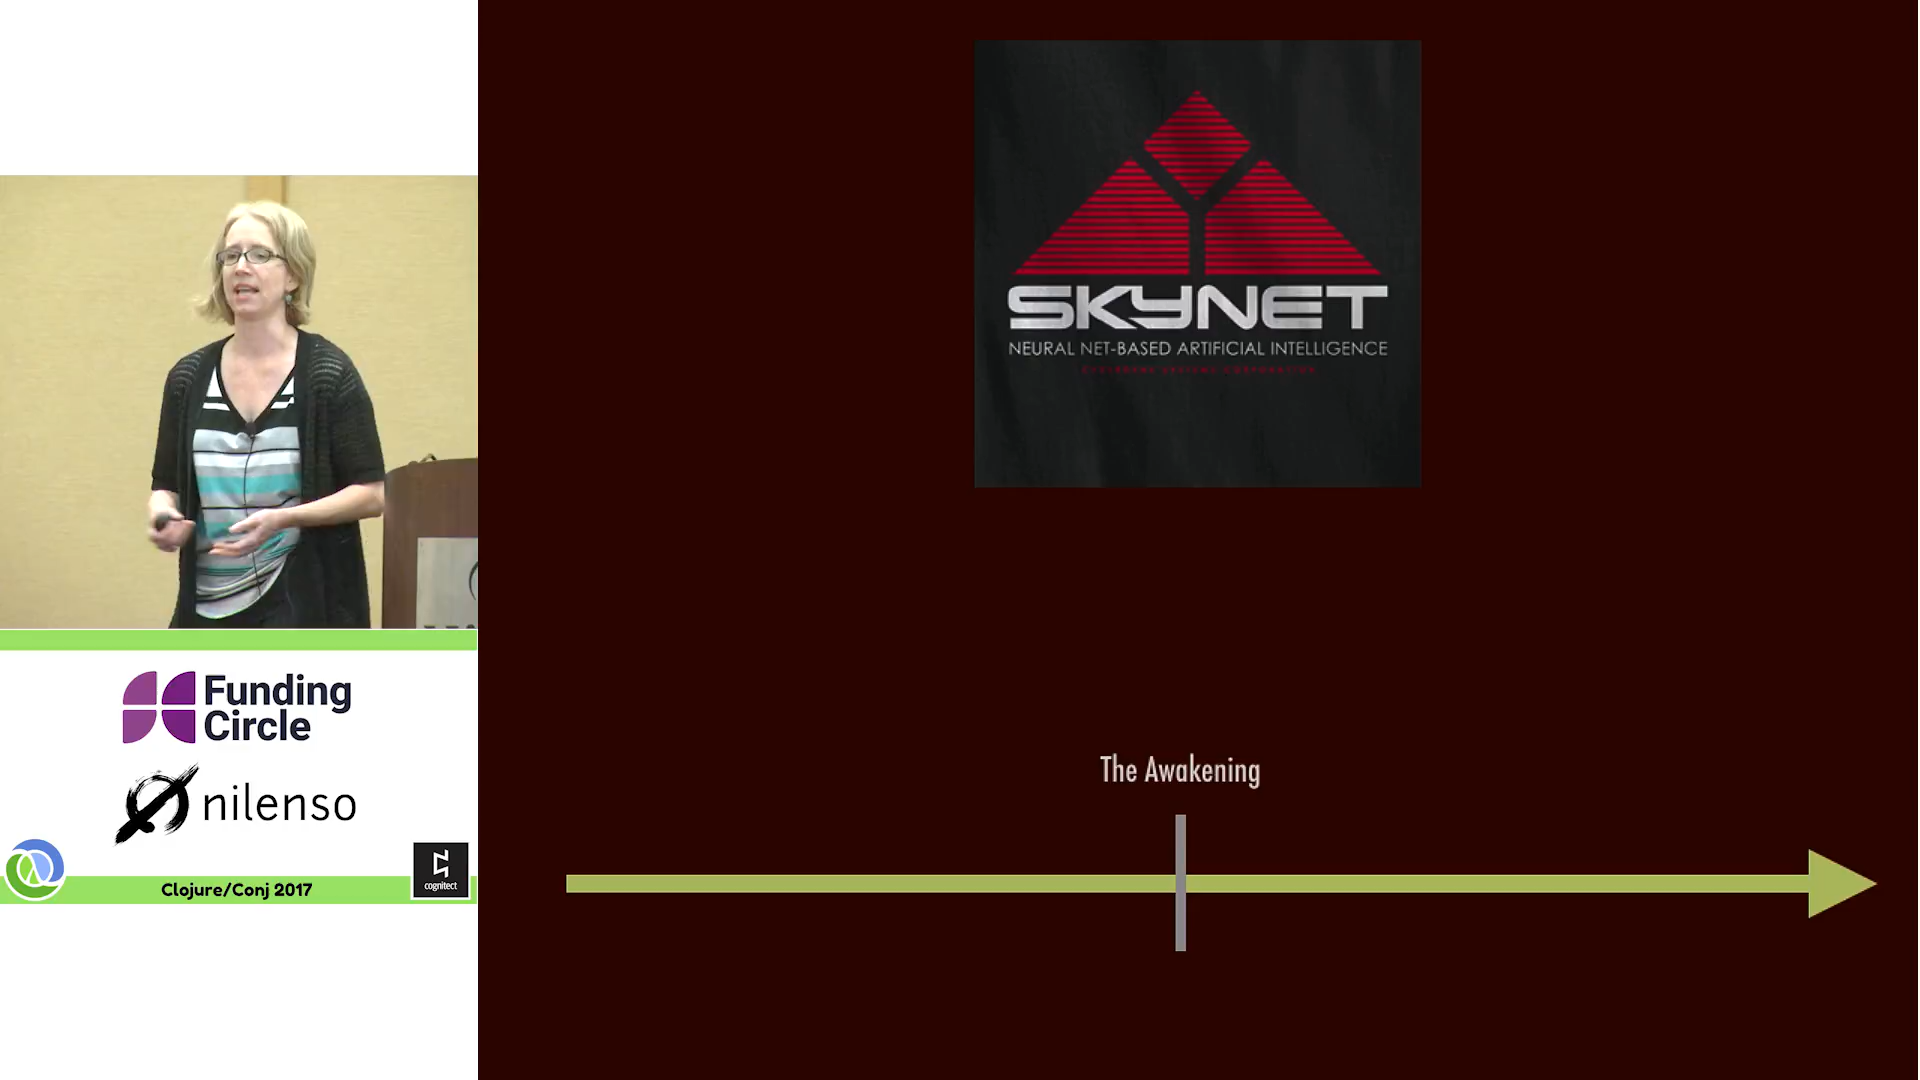 SKYNET
NEURAL NET-BASED ARTIFICIAL INTELLIGENCE
The Awakening
Funding
Circle
nilenso
cognitect
Clojure/Conj 2017